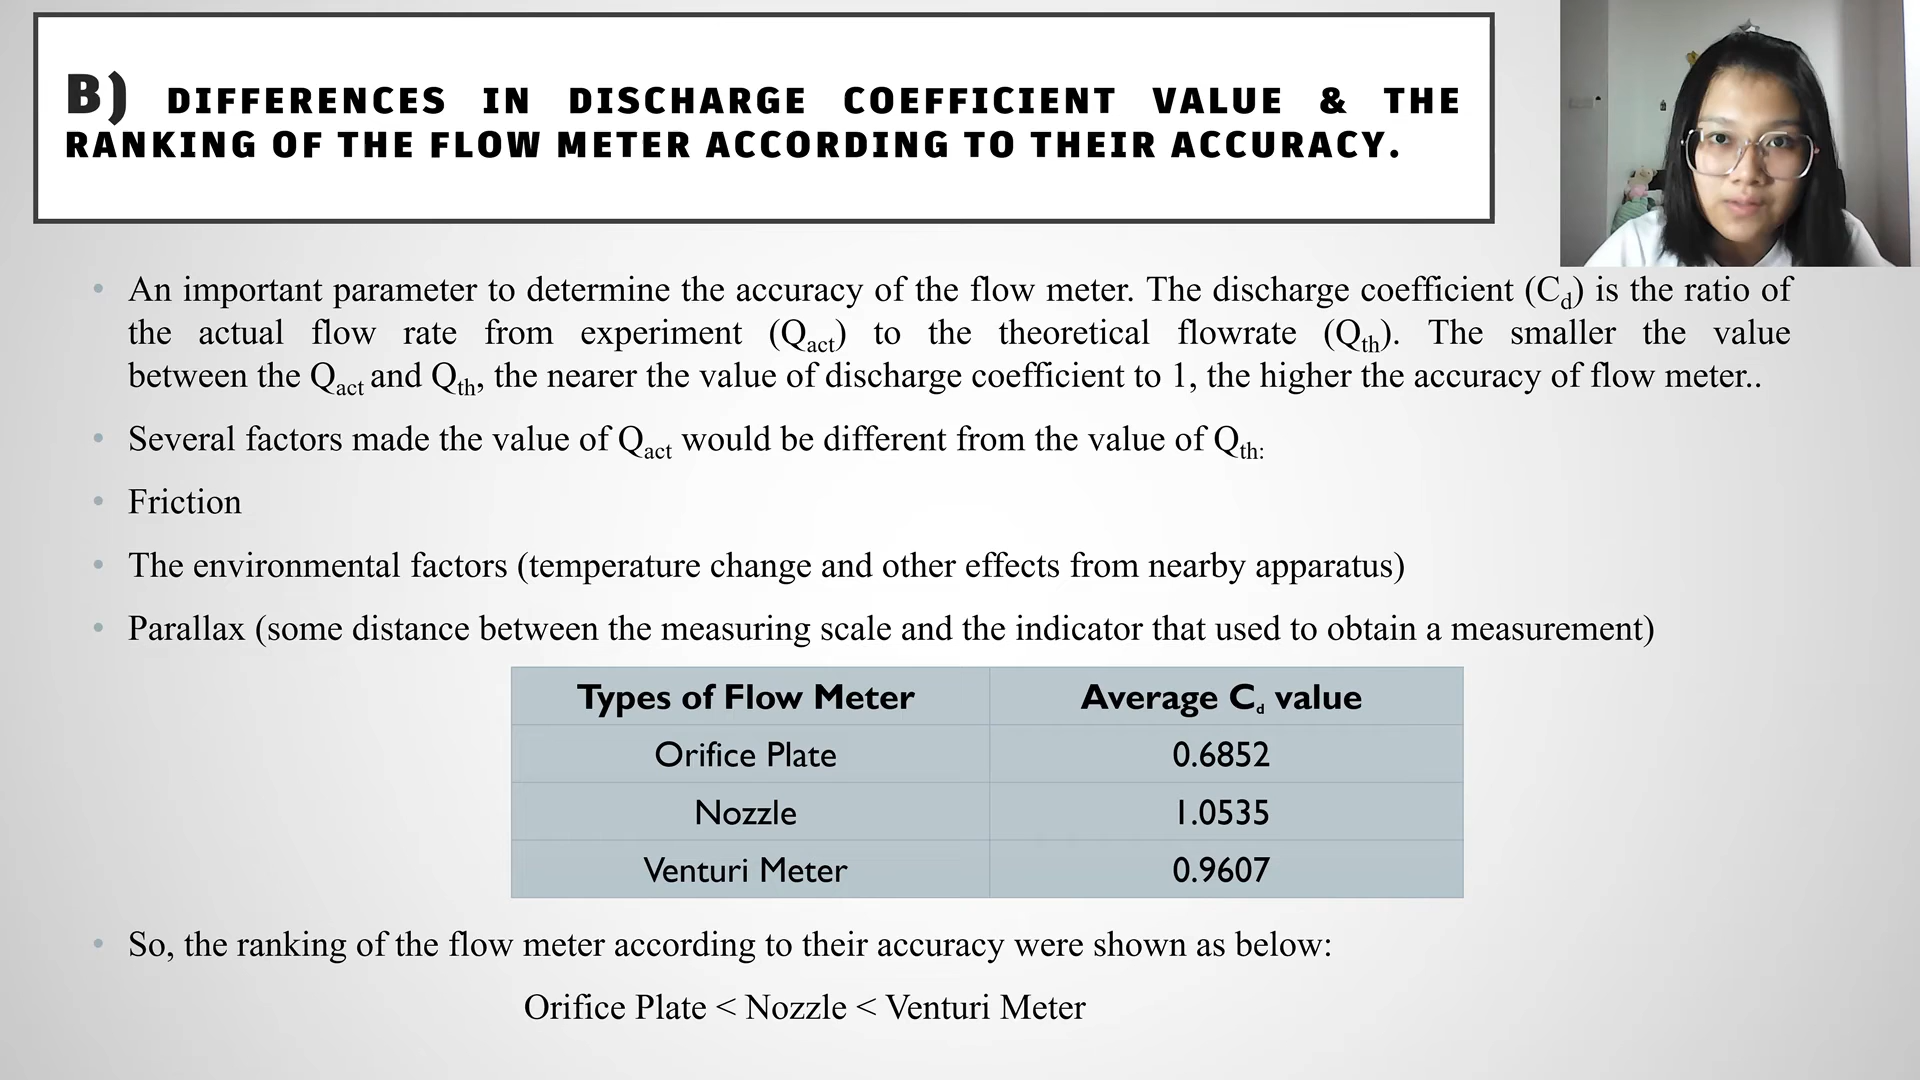 B) DIFFERENCES IN DISCHARGE COEFFICIENT VALUE & THE
RANKING OF THE FLOW METER ACCORDING TO THEIR ACCURACY.
• An important parameter to determine the accuracy of the flow meter. The discharge coefficient (Cd) is the ratio of
the actual flow rate from experiment (Qact) to the theoretical flowrate (Qth). The smaller the value
between the Qact and Qth, the nearer the value of discharge coefficient to 1, the higher the accuracy of flow meter..
• Several factors made the value of Qact would be different from the value of Qth:
• Friction
• The environmental factors (temperature change and other effects from nearby apparatus)
• Parallax (some distance between the measuring scale and the indicator that used to obtain a measurement)
Types of Flow Meter Average Cd value
Orifice Plate 0.6852
Nozzle 1.0535
Venturi Meter 0.9607
• So, the ranking of the flow meter according to their accuracy were shown as below:
Orifice Plate < Nozzle < Venturi Meter